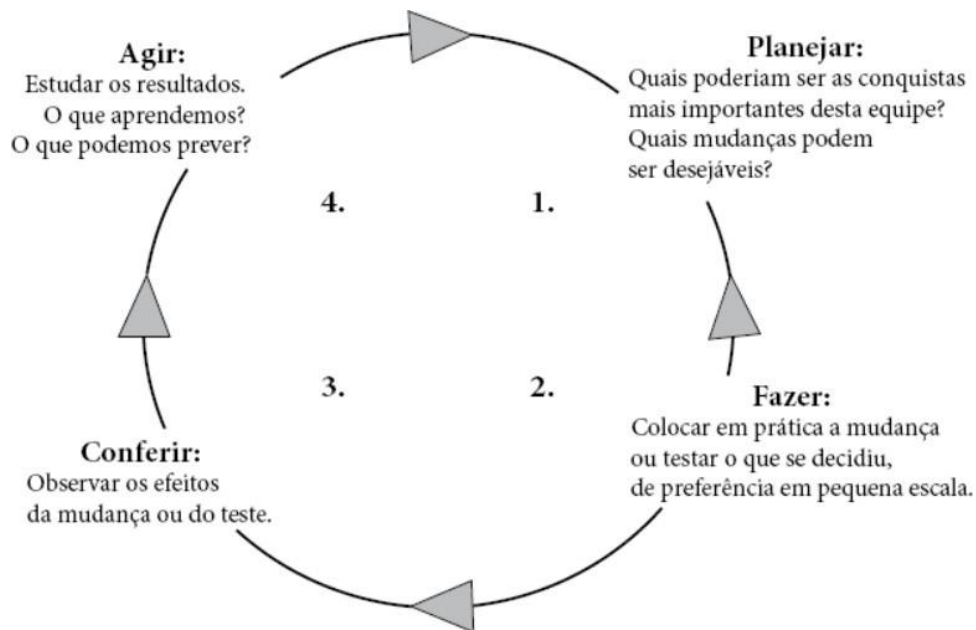 Agir:
Estudar os resultados.
O que aprendemos?
O que podemos prever?
Planejar:
Quais poderiam ser as conquistas
mais importantes desta equipe?
Quais mudanças podem
ser desejáveis?
4.
1.
3.
2.
Conferir:
Observar os efeitos
da mudança ou do teste.
Fazer:
Colocar em prática a mudança
ou testar o que se decidiu,
de preferência em pequena escala.